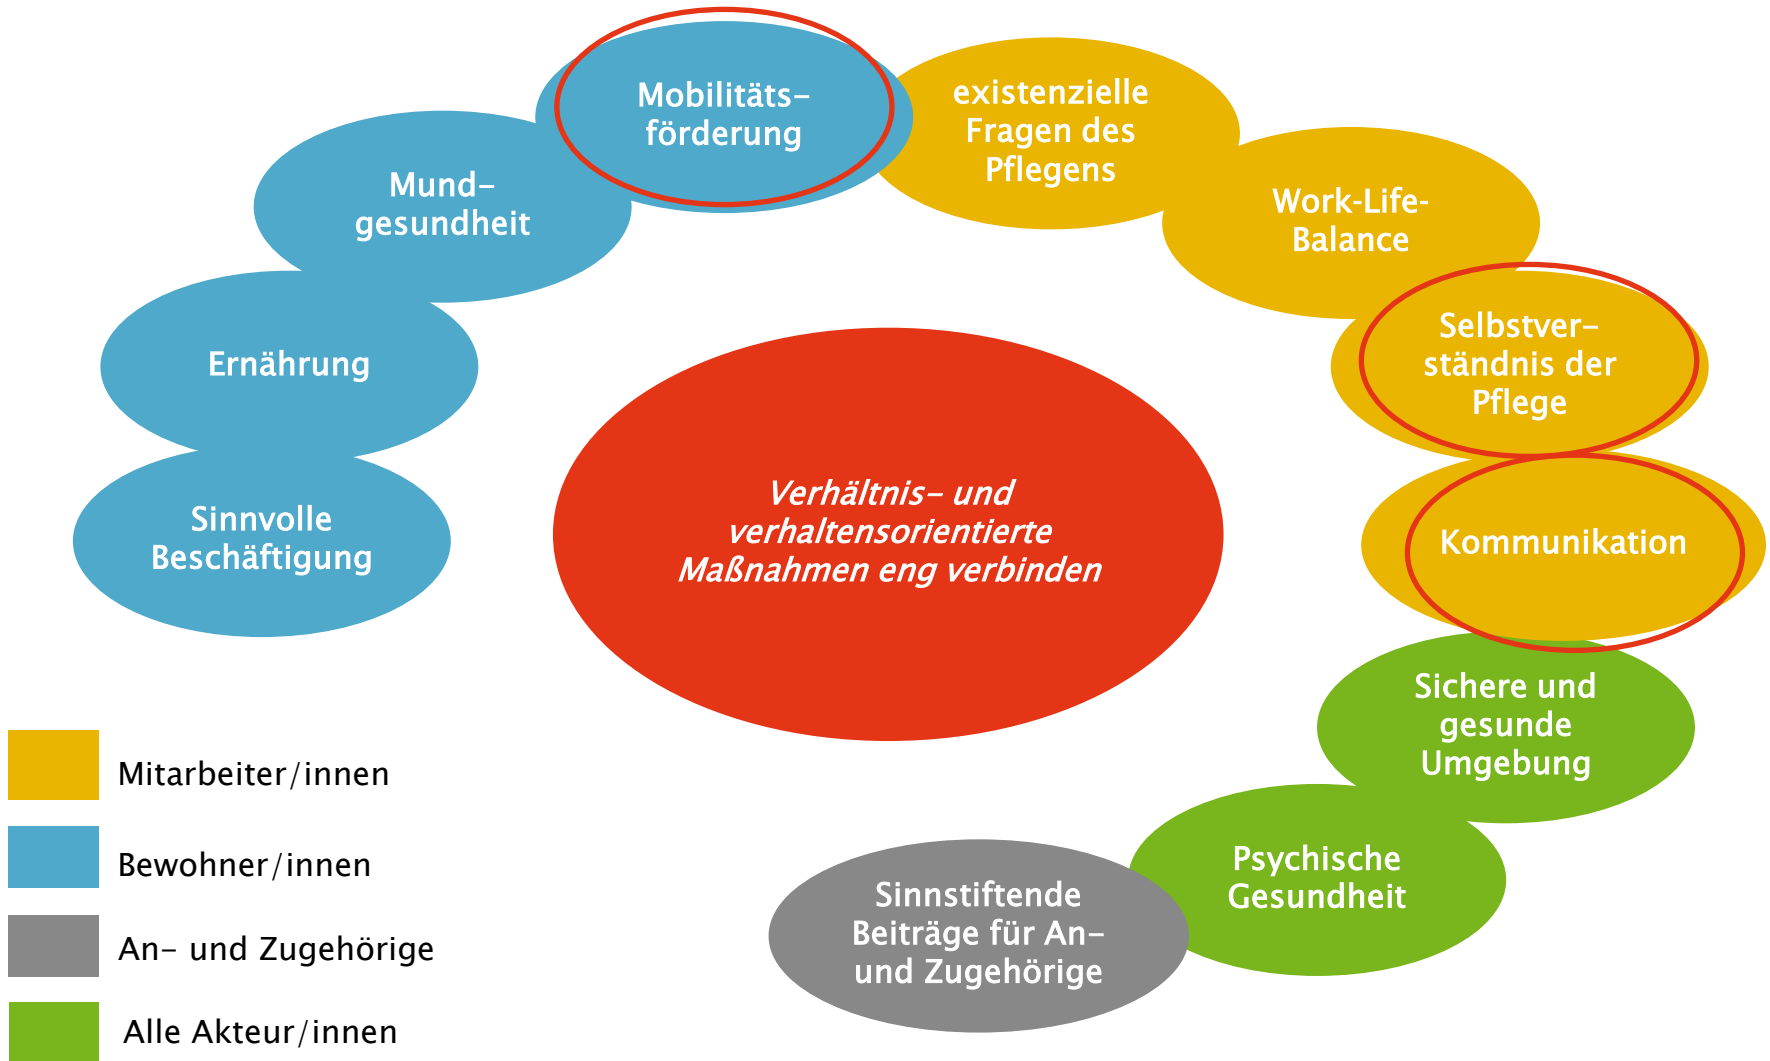 Mobilitäts-
förderung
existenzielle
Fragen des
Pflegens
Mund-
gesundheit
Work-Life-
Balance
Ernährung
Selbstver-
ständnis der
Pflege
Sinnvolle
Beschäftigung
Verhältnis- und
verhaltensorientierte
Maßnahmen eng verbinden
Kommunikation
Sichere und
gesunde
Umgebung
Psychische
Gesundheit
Sinnstiftende
Beiträge für An-
und Zugehörige
Mitarbeiter/innen
Bewohner/innen
An- und Zugehörige
Alle Akteur/innen